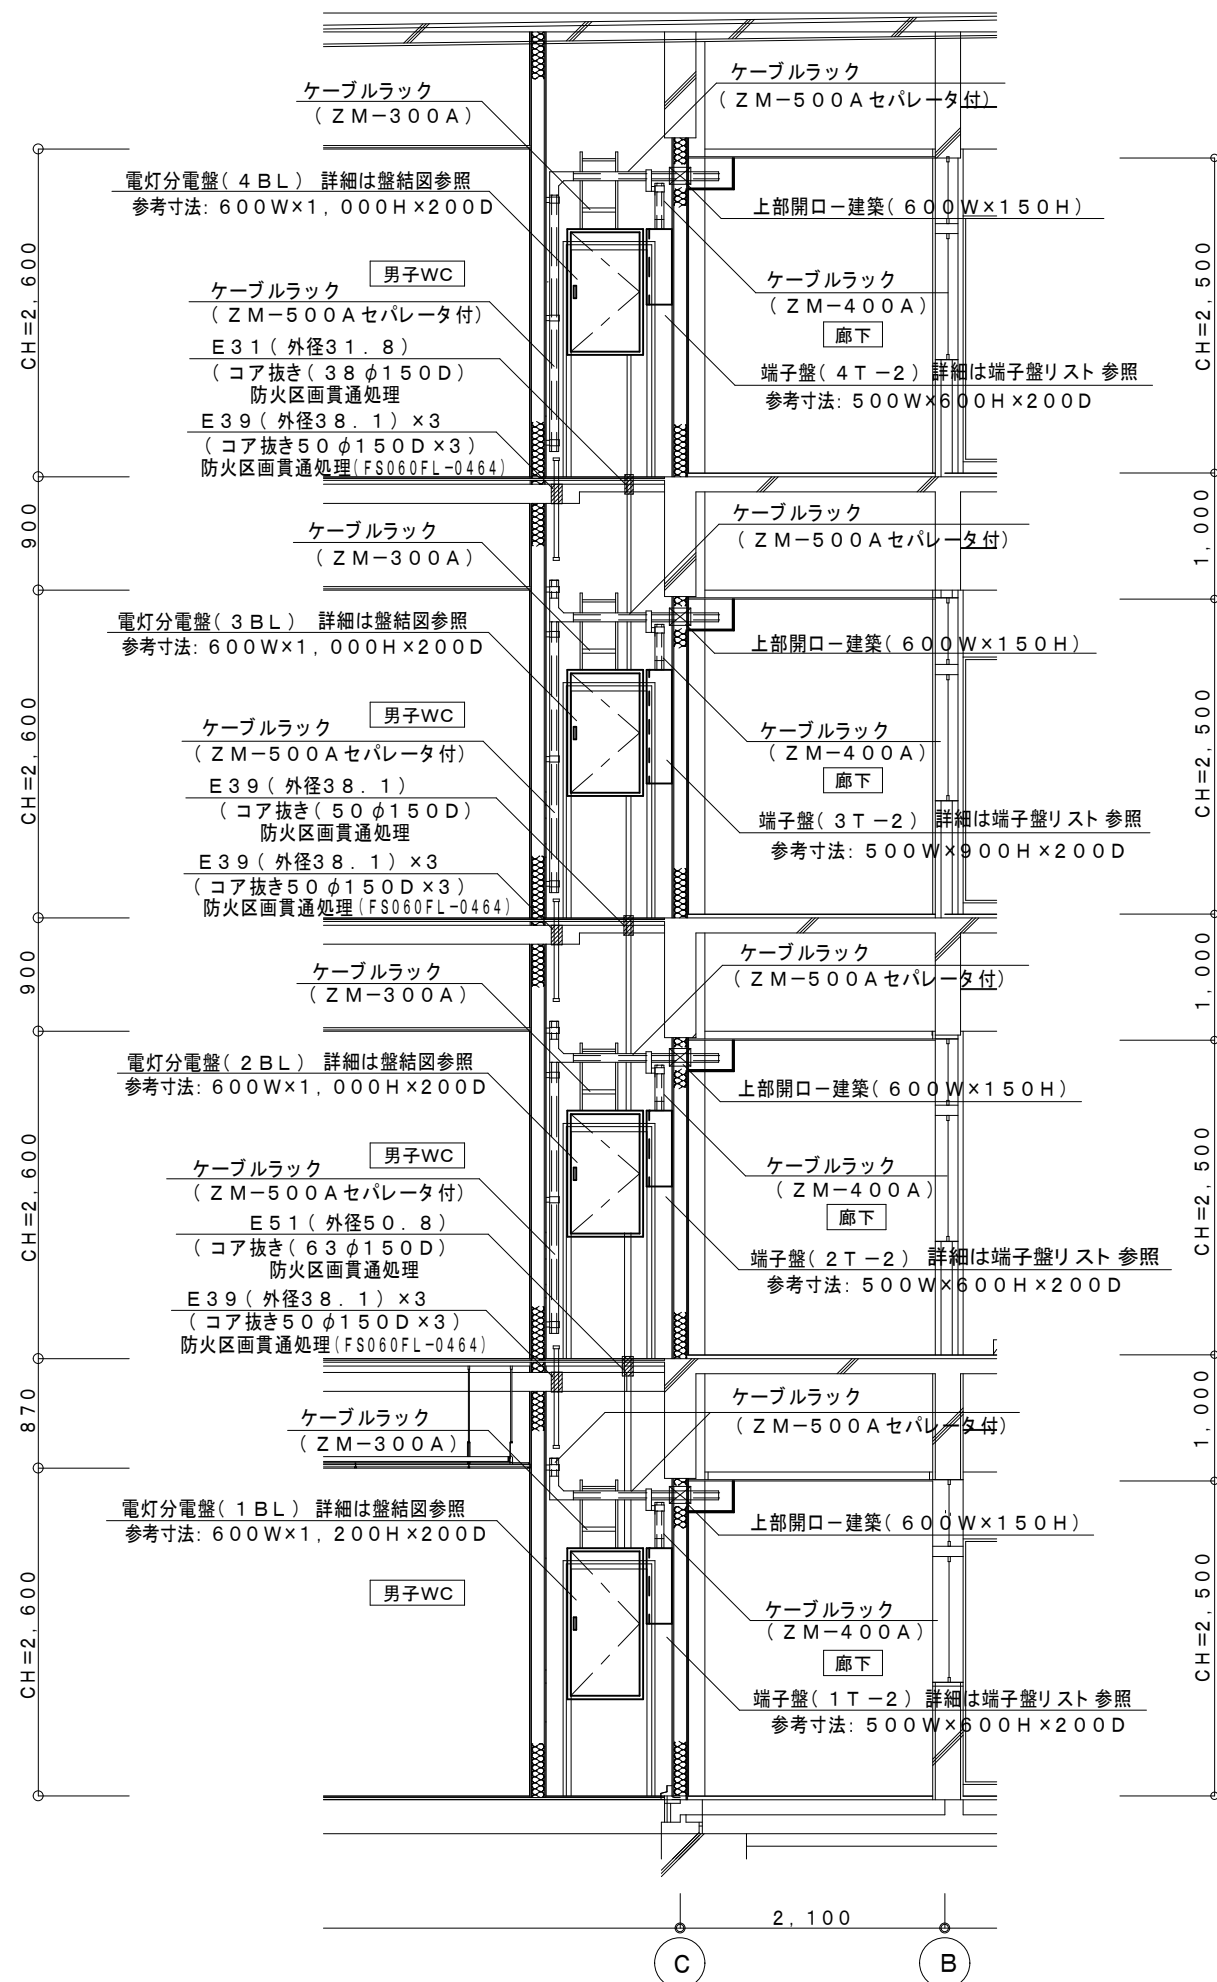 ケーブルラック
(ZM-300A)
ケーブルラック
(ZM-500Aセパレータ付)
電灯分電盤(4BL) 詳細は盤結図参照
参考寸法: 600W×1,000H×200D
上部開口ー建築(600W×150H)
男子WC
ケーブルラック
(ZM-500Aセパレータ付)
ケーブルラック
(ZM-400A)
廊下
E31(外径31.8)
(コア抜き(38φ150D)
防火区画貫通処理
端子盤(4T-2) 詳細は端子盤リスト参照
参考寸法: 500W×600H×200D
E39(外径38.1)×3
(コア抜き50φ150D×3)
防火区画貫通処理(FS060FL-0464)
CH=2,600
CH=2,500
900
1,000
ケーブルラック
(ZM-300A)
ケーブルラック
(ZM-500Aセパレータ付)
電灯分電盤(3BL) 詳細は盤結図参照
参考寸法: 600W×1,000H×200D
上部開口ー建築(600W×150H)
男子WC
ケーブルラック
(ZM-500Aセパレータ付)
ケーブルラック
(ZM-400A)
廊下
E39(外径38.1)
(コア抜き(50φ150D)
防火区画貫通処理
端子盤(3T-2) 詳細は端子盤リスト参照
参考寸法: 500W×900H×200D
E39(外径38.1)×3
(コア抜き50φ150D×3)
防火区画貫通処理(FS060FL-0464)
CH=2,600
CH=2,500
900
1,000
ケーブルラック
(ZM-300A)
ケーブルラック
(ZM-500Aセパレータ付)
電灯分電盤(2BL) 詳細は盤結図参照
参考寸法: 600W×1,000H×200D
上部開口ー建築(600W×150H)
男子WC
ケーブルラック
(ZM-500Aセパレータ付)
ケーブルラック
(ZM-400A)
廊下
E51(外径50.8)
(コア抜き(63φ150D)
防火区画貫通処理
端子盤(2T-2) 詳細は端子盤リスト参照
参考寸法: 500W×600H×200D
E39(外径38.1)×3
(コア抜き50φ150D×3)
防火区画貫通処理(FS060FL-0464)
CH=2,600
CH=2,500
870
1,000
ケーブルラック
(ZM-300A)
ケーブルラック
(ZM-500Aセパレータ付)
電灯分電盤(1BL) 詳細は盤結図参照
参考寸法: 600W×1,200H×200D
上部開口ー建築(600W×150H)
男子WC
ケーブルラック
(ZM-400A)
廊下
端子盤(1T-2) 詳細は端子盤リスト参照
参考寸法: 500W×600H×200D
CH=2,600
CH=2,500
2,100
C
B